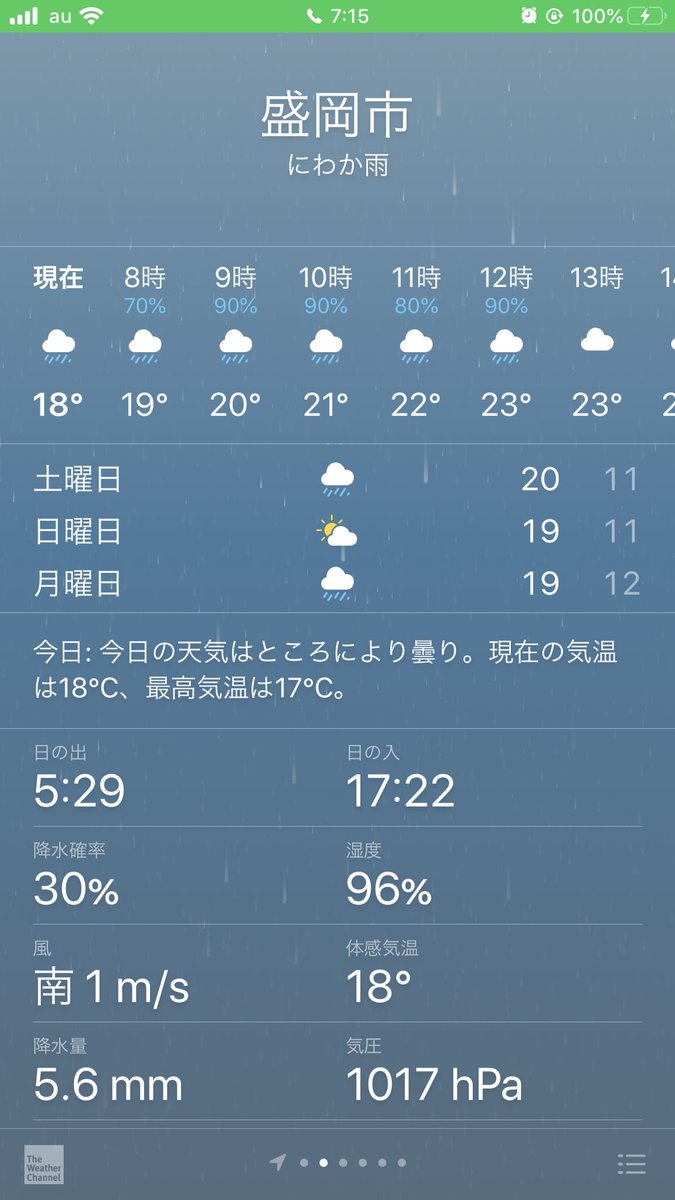 au 7:15 100%
盛岡市
にわか雨
現在 8時 9時 10時 11時 12時 13時
70% 90% 90% 80% 90%
18° 19° 20° 21° 22° 23° 23° 2
土曜日 20 11
日曜日 19 11
月曜日 19 12
今日: 今日の天気はところにより曇り。現在の気温
は18°C、最高気温は17°C。
日の出 日の入
5:29 17:22
降水確率 湿度
30% 96%
風 体感気温
南 1 m/s 18°
降水量 気圧
5.6 mm 1017 hPa
The
Weather
Channel